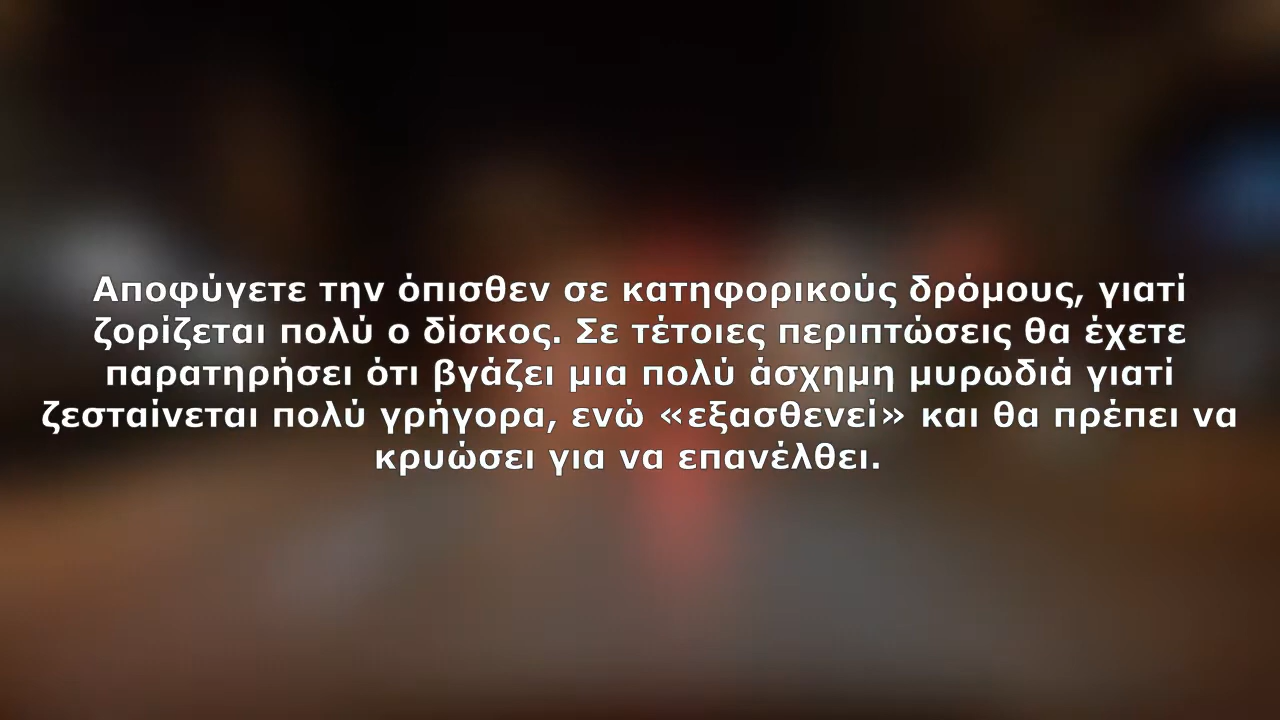 Αποφύγετε την όπισθεν σε κατηφορικούς δρόμους, γιατί
ζορίζεται πολύ ο δίσκος. Σε τέτοιες περιπτώσεις θα έχετε
παρατηρήσει ότι βγάζει μια πολύ άσχημη μυρωδιά γιατί
ζεσταίνεται πολύ γρήγορα, ενώ «εξασθενεί» και θα πρέπει να
κρυώσει για να επανέλθει.